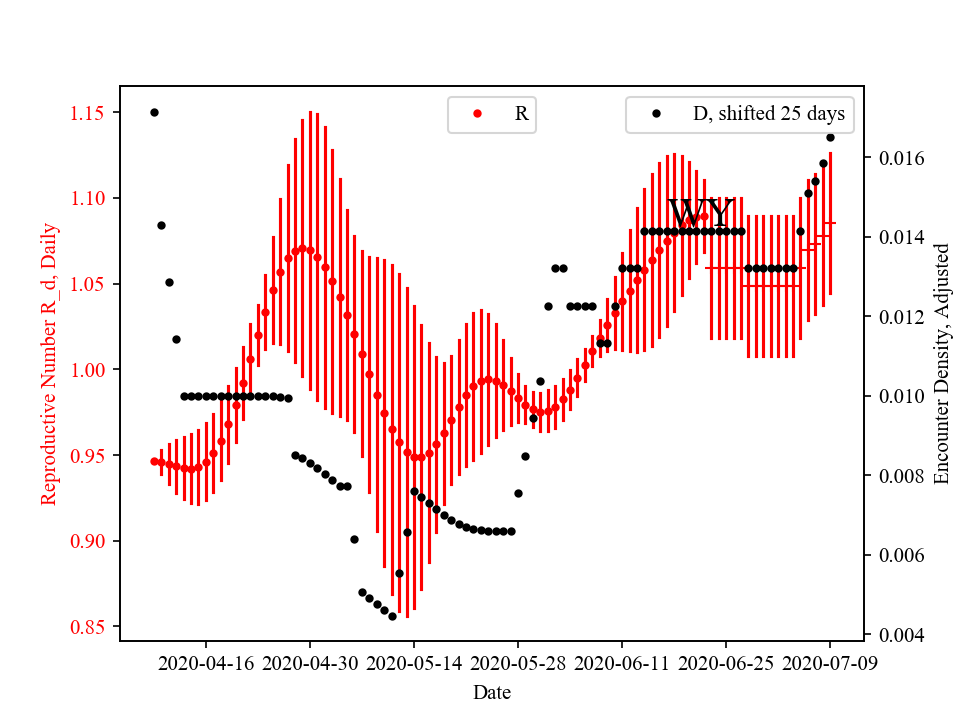 R
D, shifted 25 days
WY
Reproductive Number R_d, Daily
1.15
1.10
1.05
1.00
0.95
0.90
0.85
0.016
0.014
0.012
0.010
0.008
0.006
0.004
Encounter Density, Adjusted
2020-04-16 2020-04-30 2020-05-14 2020-05-28 2020-06-11 2020-06-25 2020-07-09
Date